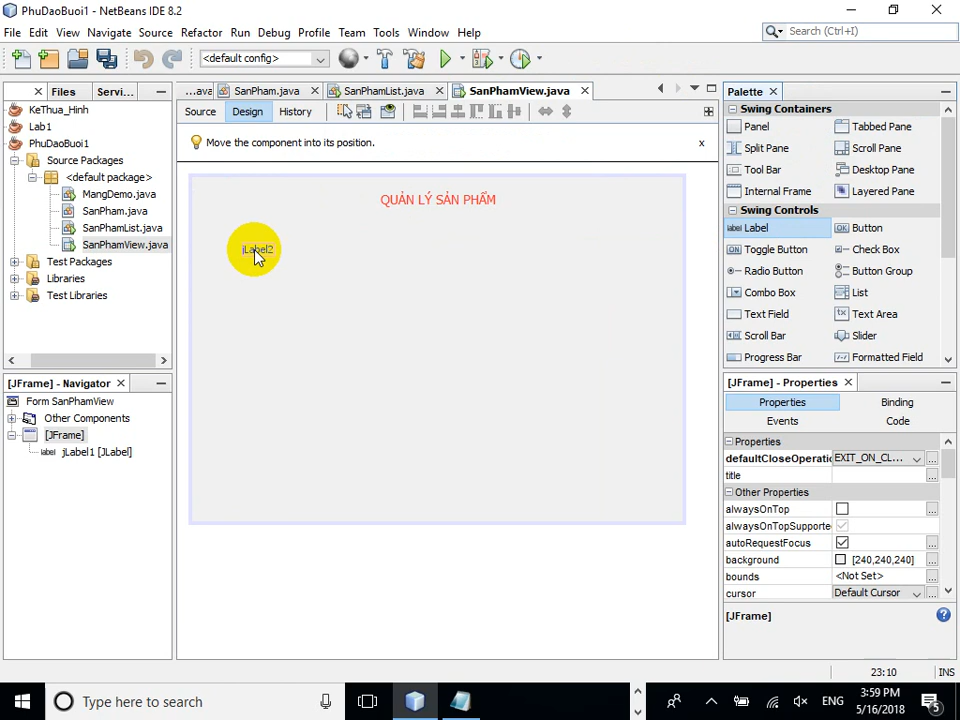 PhuDaoBuoi1 - NetBeans IDE 8.2
File Edit View Navigate Source Refactor Run Debug Profile Team Tools Window Help
Search (Ctrl+I)
<default config>
Files
Servi...
...ava
SanPham.java
SanPhamList.java
SanPhamView.java
Palette
KeThua_Hinh
Lab1
PhuDaoBuoi1
Source Packages
<default package>
MangDemo.java
SanPham.java
SanPhamList.java
SanPhamView.java
Test Packages
Libraries
Test Libraries
Source
Design
History
Move the component into its position.
x
QUẢN LÝ SẢN PHẨM
jLabel2
Swing Containers
Panel
Tabbed Pane
Split Pane
Scroll Pane
Tool Bar
Desktop Pane
Internal Frame
Layered Pane
Swing Controls
label Label
OK Button
ON Toggle Button
Check Box
Radio Button
Button Group
Combo Box
List
Text Field
Text Area
Scroll Bar
Slider
Progress Bar
Formatted Field
[JFrame] - Navigator
Form SanPhamView
Other Components
[JFrame]
label jLabel1 [JLabel]
[JFrame] - Properties
Properties
Binding
Events
Code
Properties
defaultCloseOperatio EXIT_ON_CL... ...
title ...
Other Properties
alwaysOnTop ...
alwaysOnTopSupporte
autoRequestFocus ...
background [240,240,240] ...
bounds <Not Set> ...
cursor Default Cursor ...
[JFrame]
23:10
INS
Type here to search
ENG
3:59 PM
5/16/2018
5